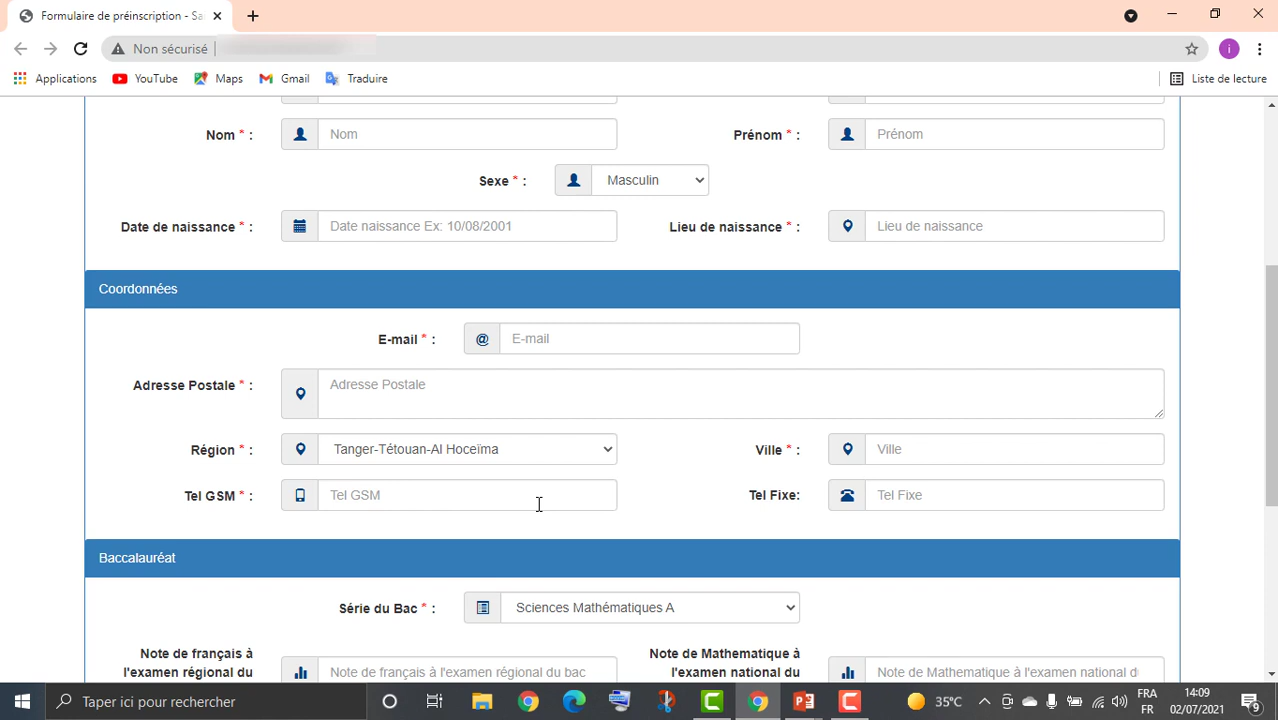 Formulaire de préinscription - Sa
Non sécurisé
i
Applications YouTube Maps Gmail Traduire Liste de lecture
Nom * : Nom Prénom * : Prénom
Sexe * : Masculin
Date de naissance * : Date naissance Ex: 10/08/2001 Lieu de naissance * : Lieu de naissance
Coordonnées
E-mail * : @ E-mail
Adresse Postale * : Adresse Postale
Région * : Tanger-Tétouan-Al Hoceïma Ville * : Ville
Tel GSM * : Tel GSM Tel Fixe: Tel Fixe
Baccalauréat
Série du Bac * : Sciences Mathématiques A
Note de français à Note de Mathematique à
l'examen régional du Note de français à l'examen régional du bac l'examen national du Note de Mathematique à l'examen national d
Taper ici pour rechercher 35°C FRA 14:09
FR 02/07/2021 9